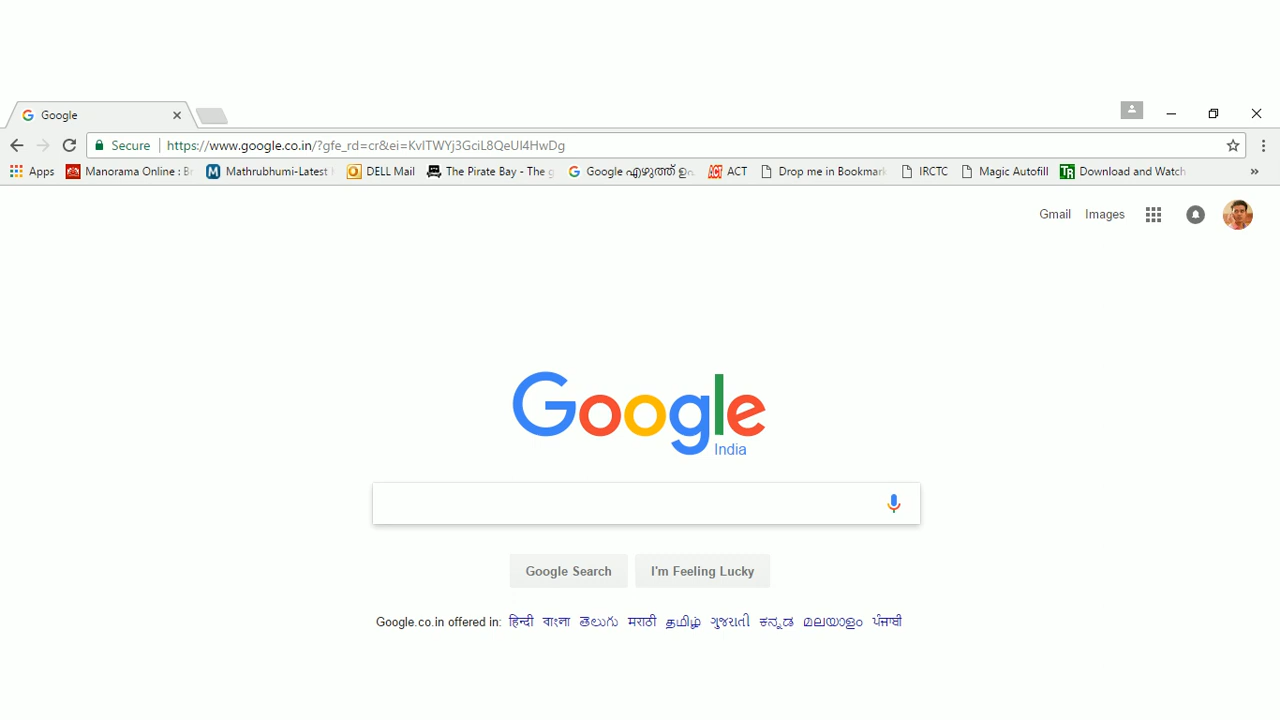 Google
Secure https://www.google.co.in/?gfe_rd=cr&ei=KvITWYj3GciL8QeUI4HwDg
Apps Manorama Online : Br Mathrubhumi-Latest DELL Mail The Pirate Bay - The g Google എഴുത്ത് ഉ ACT Drop me in Bookmark IRCTC Magic Autofill Download and Watch »
Gmail Images
Google
India
Google Search I'm Feeling Lucky
Google.co.in offered in: हिन्दी বাংলা తెలుగు मराठी தமிழ் ગુજરાતી ಕನ್ನಡ മലയാളം ਪੰਜਾਬੀ